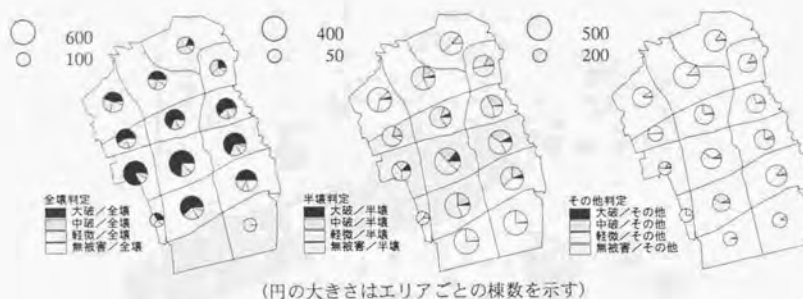 600
100
全壊判定
大破／全壊
中破／全壊
軽微／全壊
無被害／全壊
400
50
半壊判定
大破／半壊
中破／半壊
軽微／半壊
無被害／半壊
500
200
その他判定
大破／その他
中破／その他
軽微／その他
無被害／その他
(円の大きさはエリアごとの棟数を示す)